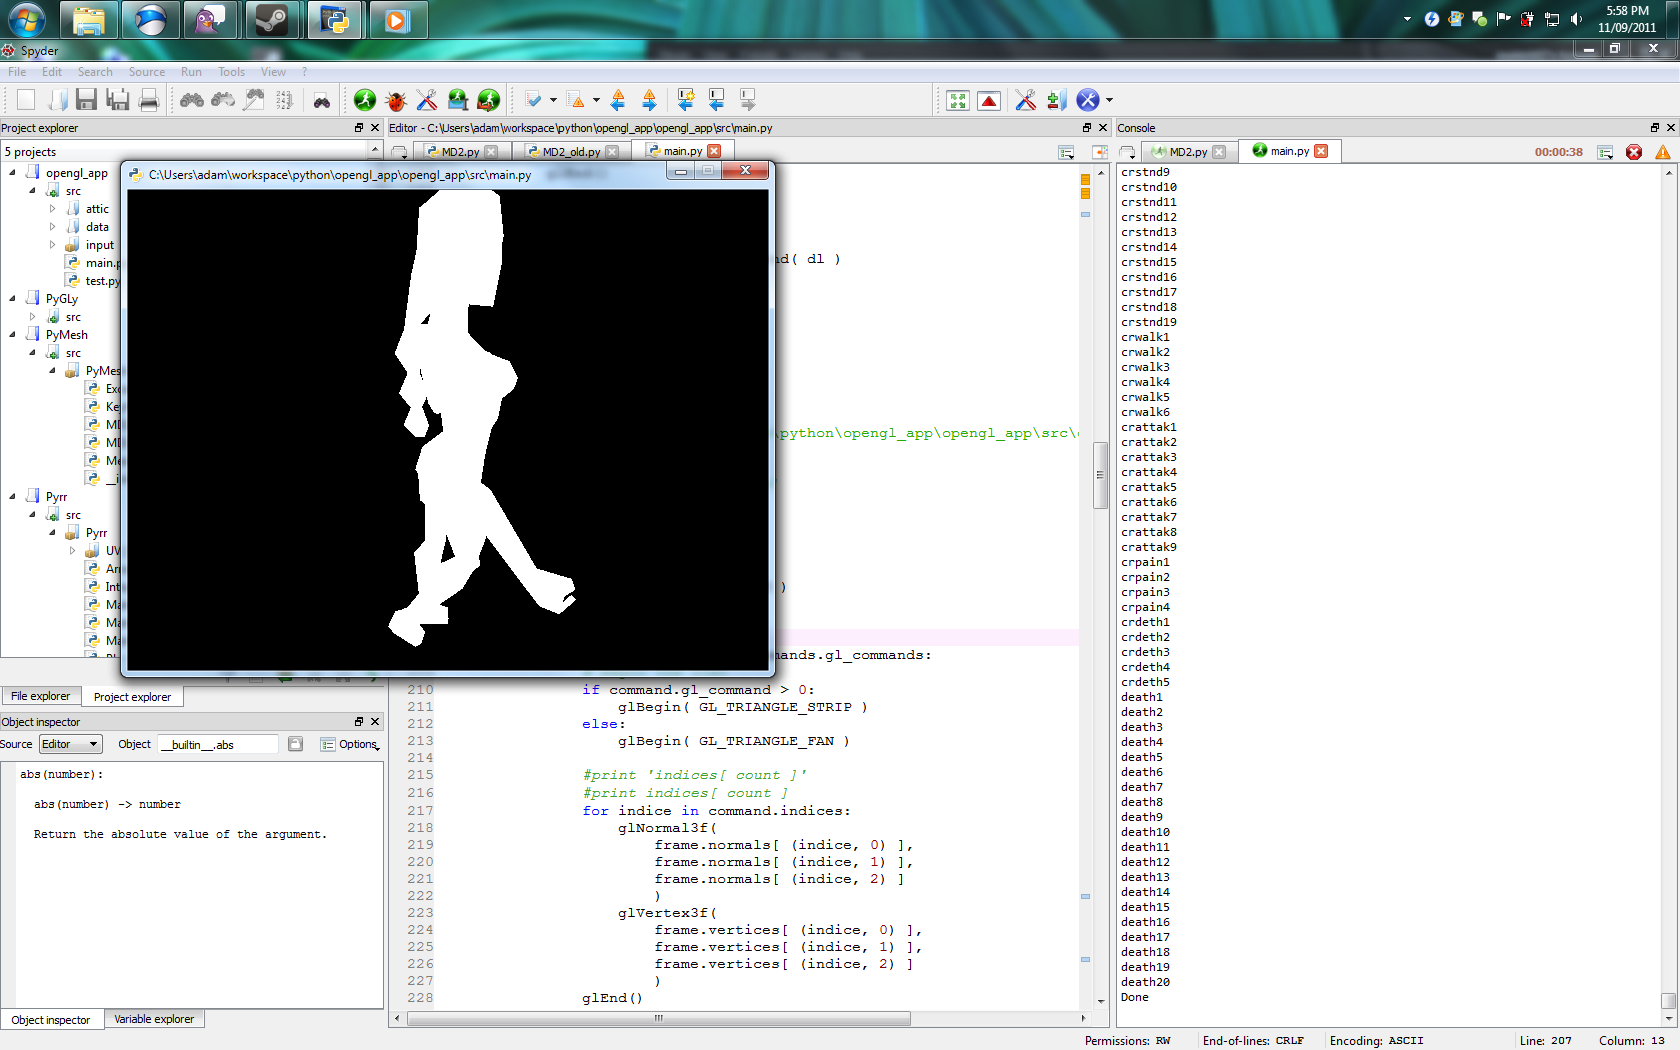 5:58 PM
11/09/2011
Spyder
File Edit Search Source Run Tools View ?
Project explorer
5 projects
opengl_app
src
attic
data
input
main.p
test.py
PyGLy
src
PyMesh
src
PyMes
Exc
Ke
MD
MD
Me
__i
Pyrr
src
Pyrr
UV
Arr
Int
Ma
Ma
Ma
File explorer Project explorer
Object inspector
Source Editor Object __builtin__.abs Options
abs(number):
abs(number) -> number
Return the absolute value of the argument.
Object inspector Variable explorer
Editor - C:\Users\adam\workspace\python\opengl_app\opengl_app\src\main.py
MD2.py MD2_old.py main.py
C:\Users\adam\workspace\python\opengl_app\opengl_app\src\main.py
nd( dl )
\python\opengl_app\opengl_app\src\
)
mands.gl_commands:
210 if command.gl_command > 0:
211 glBegin( GL_TRIANGLE_STRIP )
212 else:
213 glBegin( GL_TRIANGLE_FAN )
214
215 #print 'indices[ count ]'
216 #print indices[ count ]
217 for indice in command.indices:
218 glNormal3f(
219 frame.normals[ (indice, 0) ],
220 frame.normals[ (indice, 1) ],
221 frame.normals[ (indice, 2) ]
222 )
223 glVertex3f(
224 frame.vertices[ (indice, 0) ],
225 frame.vertices[ (indice, 1) ],
226 frame.vertices[ (indice, 2) ]
227 )
228 glEnd()
Console
MD2.py main.py 00:00:38
crstnd9
crstnd10
crstnd11
crstnd12
crstnd13
crstnd14
crstnd15
crstnd16
crstnd17
crstnd18
crstnd19
crwalk1
crwalk2
crwalk3
crwalk4
crwalk5
crwalk6
crattak1
crattak2
crattak3
crattak4
crattak5
crattak6
crattak7
crattak8
crattak9
crpain1
crpain2
crpain3
crpain4
crdeth1
crdeth2
crdeth3
crdeth4
crdeth5
death1
death2
death3
death4
death5
death6
death7
death8
death9
death10
death11
death12
death13
death14
death15
death16
death17
death18
death19
death20
Done
Permissions: RW End-of-lines: CRLF Encoding: ASCII Line: 207 Column: 13